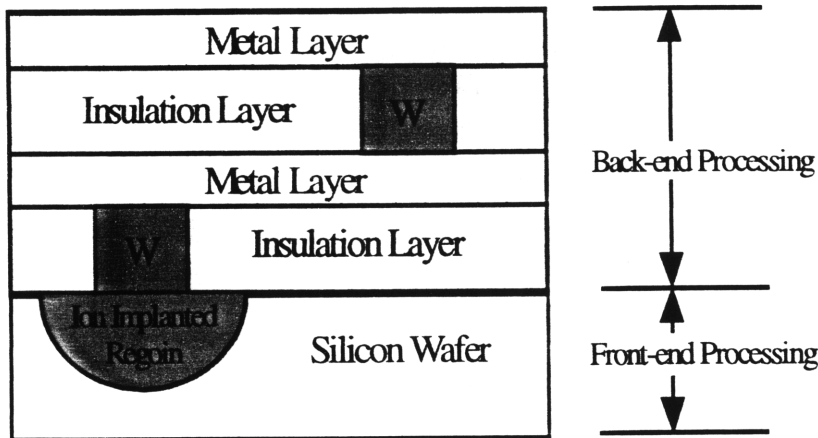 Metal Layer
Insulation Layer
W
Metal Layer
W
Insulation Layer
Ion Implanted
Regoin
Silicon Wafer
Back-end Processing
Front-end Processing